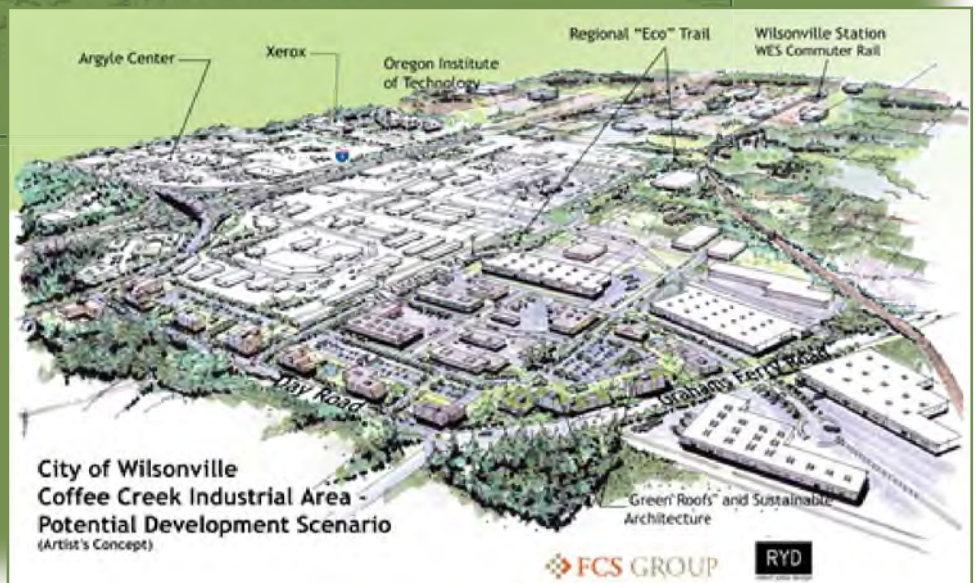 Argyle Center
Xerox
Oregon Institute
of Technology
Regional "Eco" Trail
Wilsonville Station
WES Commuter Rail
5
Day Road
Grahams Ferry Road
City of Wilsonville
Coffee Creek Industrial Area -
Potential Development Scenario
(Artist's Concept)
"Green Roofs" and Sustainable
Architecture
FCS GROUP
RYD